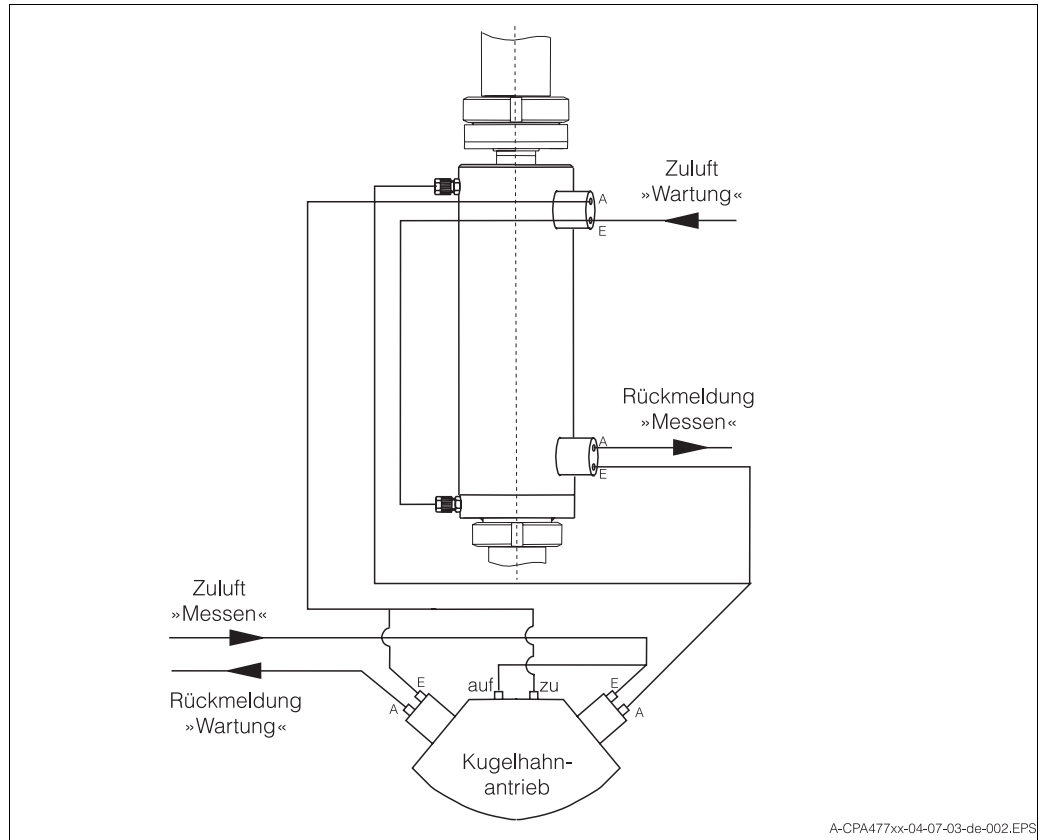 Zuluft
»Wartung«
A
E
Rückmeldung
»Messen«
A
E
Zuluft
»Messen«
Rückmeldung
»Wartung«
E
A
auf
zu
E
A
Kugelhahn-
antrieb
A-CPA477xx-04-07-03-de-002.EPS